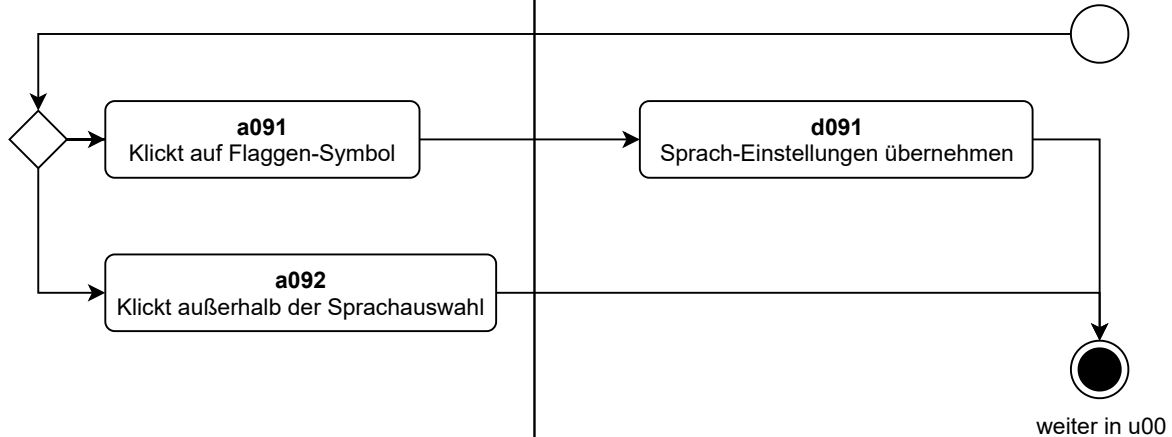 a091
Klickt auf Flaggen-Symbol
d091
Sprach-Einstellungen übernehmen
a092
Klickt außerhalb der Sprachauswahl
weiter in u00